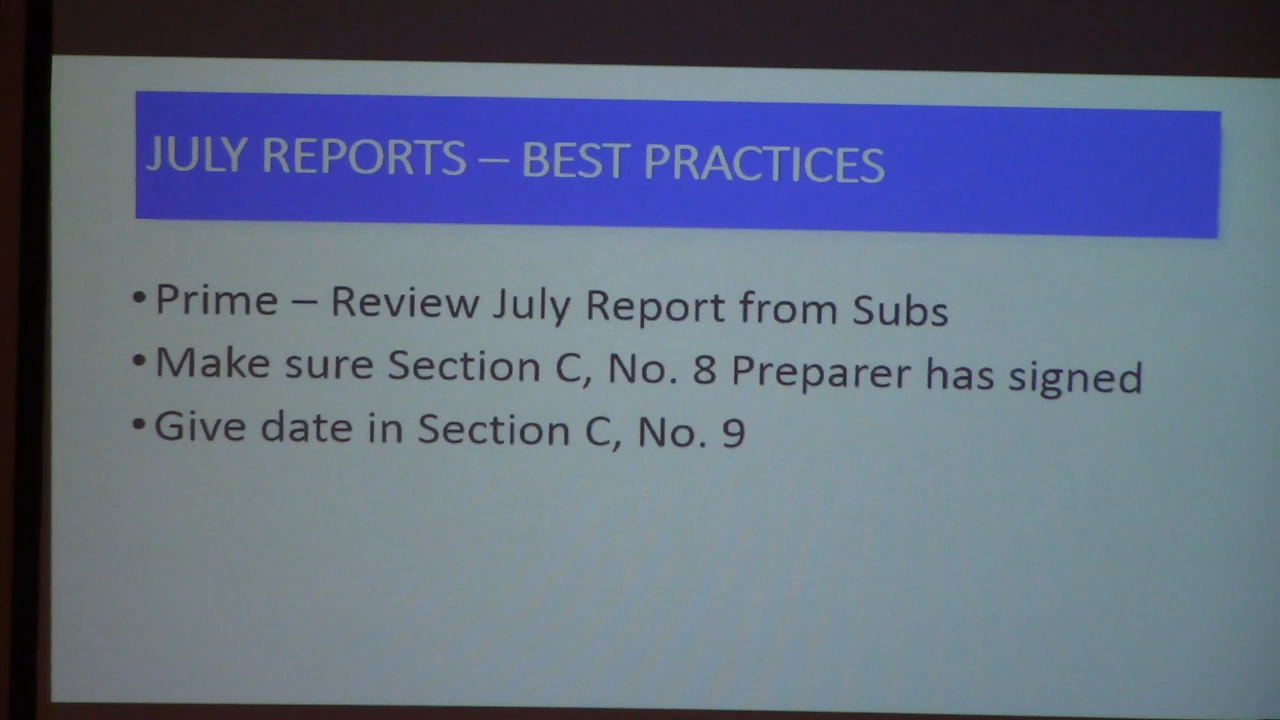 JULY REPORTS – BEST PRACTICES
• Prime – Review July Report from Subs
• Make sure Section C, No. 8 Preparer has signed
• Give date in Section C, No. 9